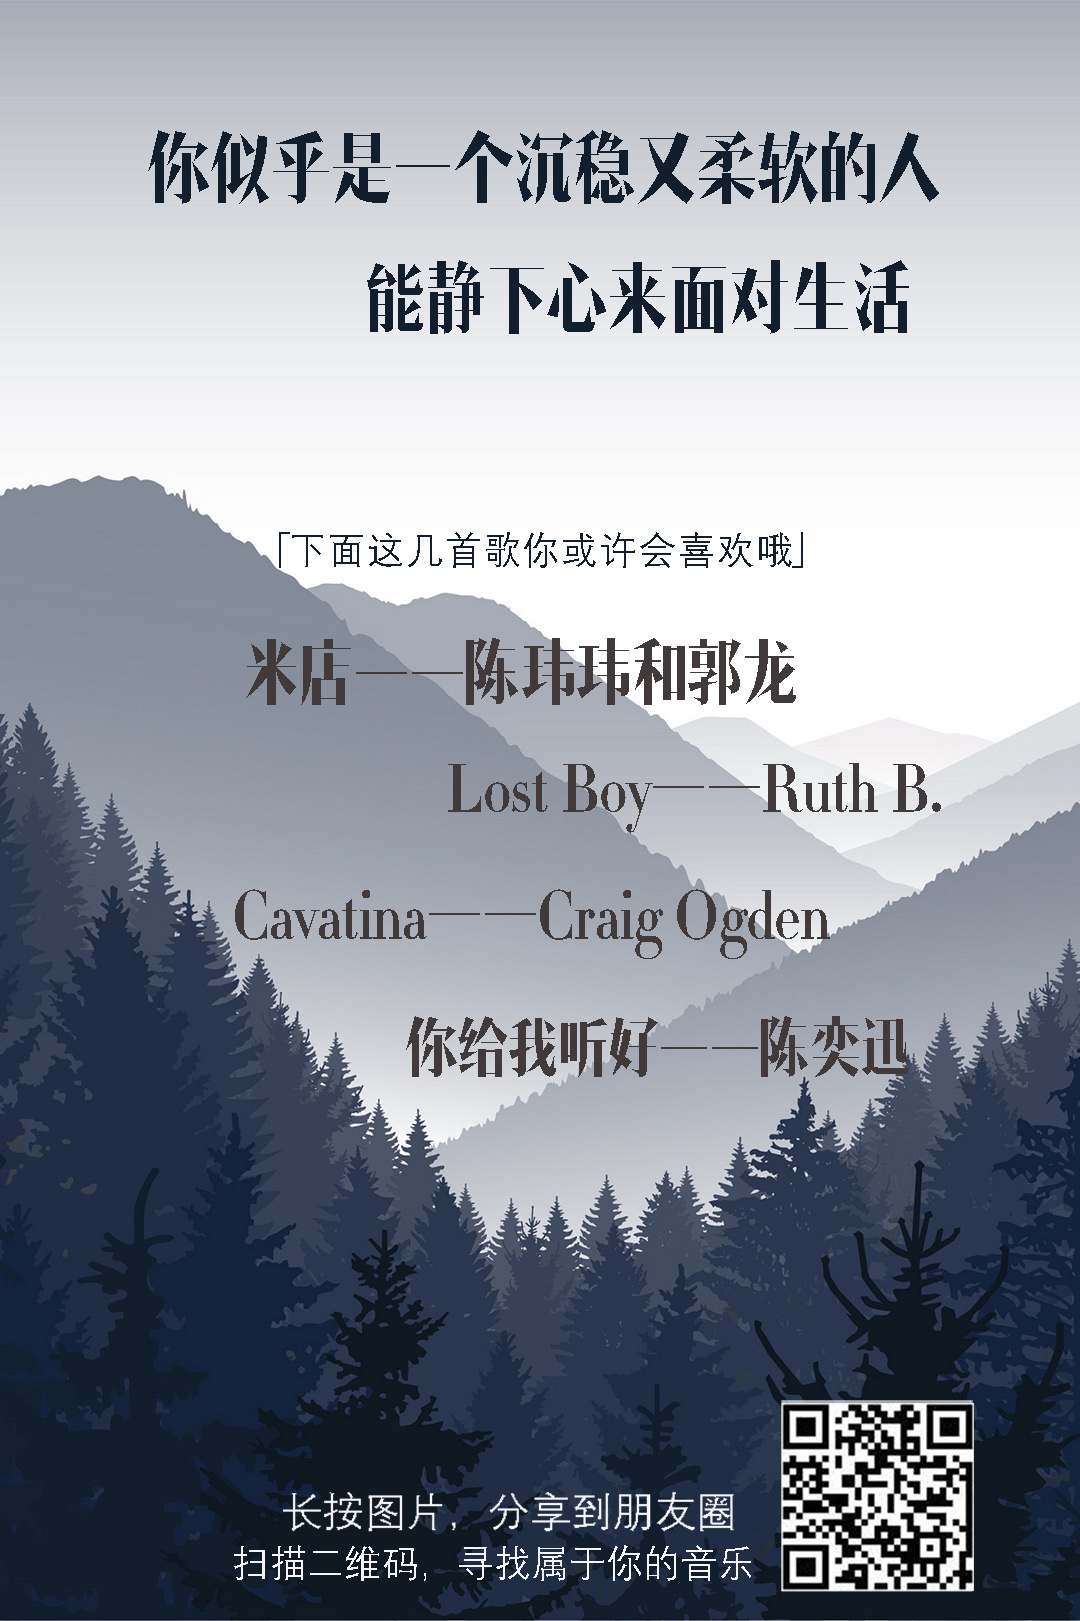 你似乎是一个沉稳又柔软的人
能静下心来面对生活
「下面这几首歌你或许会喜欢哦」
米店——陈玮玮和郭龙
Lost Boy——Ruth B.
Cavatina——Craig Ogden
你给我听好——陈奕迅
长按图片，分享到朋友圈
扫描二维码，寻找属于你的音乐